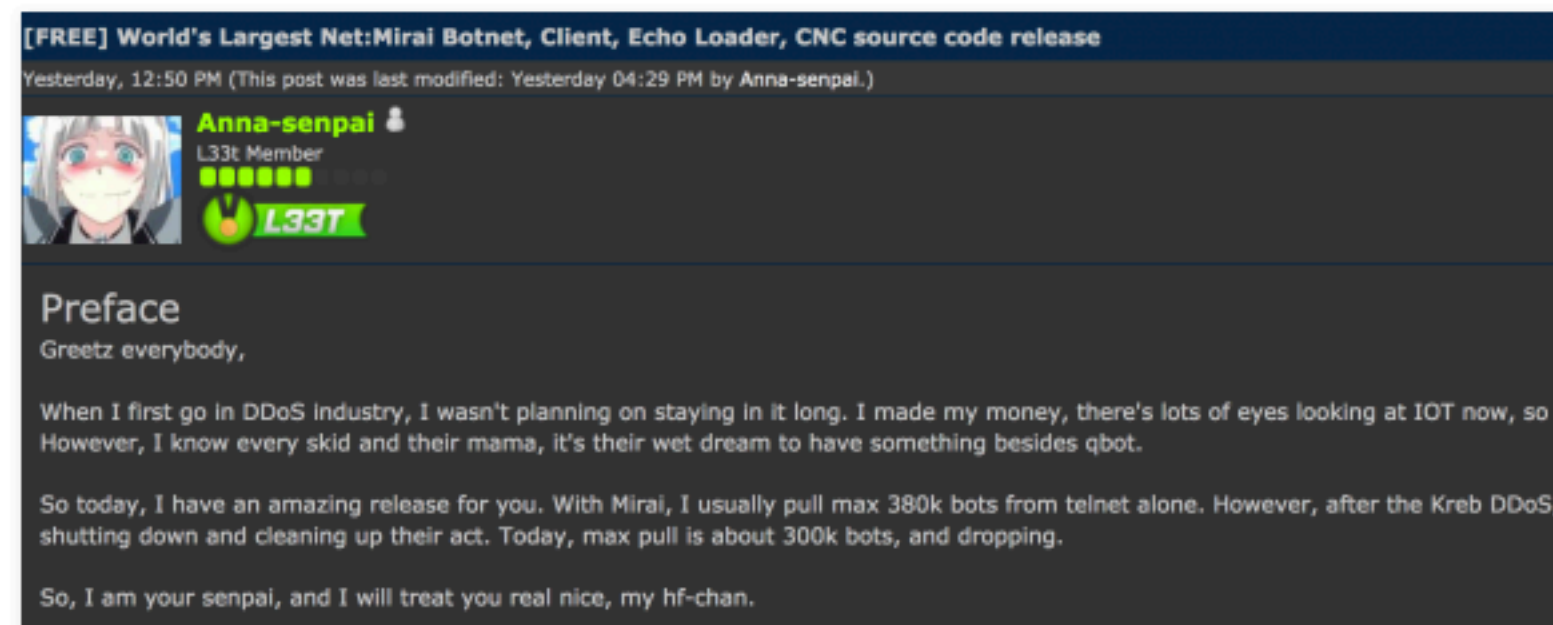 [FREE] World's Largest Net:Mirai Botnet, Client, Echo Loader, CNC source code release
Yesterday, 12:50 PM (This post was last modified: Yesterday 04:29 PM by Anna-senpai.)
Anna-senpai
L33t Member
L33T
Preface
Greetz everybody,
When I first go in DDoS industry, I wasn't planning on staying in it long. I made my money, there's lots of eyes looking at IOT now, so
However, I know every skid and their mama, it's their wet dream to have something besides qbot.
So today, I have an amazing release for you. With Mirai, I usually pull max 380k bots from telnet alone. However, after the Kreb DDoS
shutting down and cleaning up their act. Today, max pull is about 300k bots, and dropping.
So, I am your senpai, and I will treat you real nice, my hf-chan.